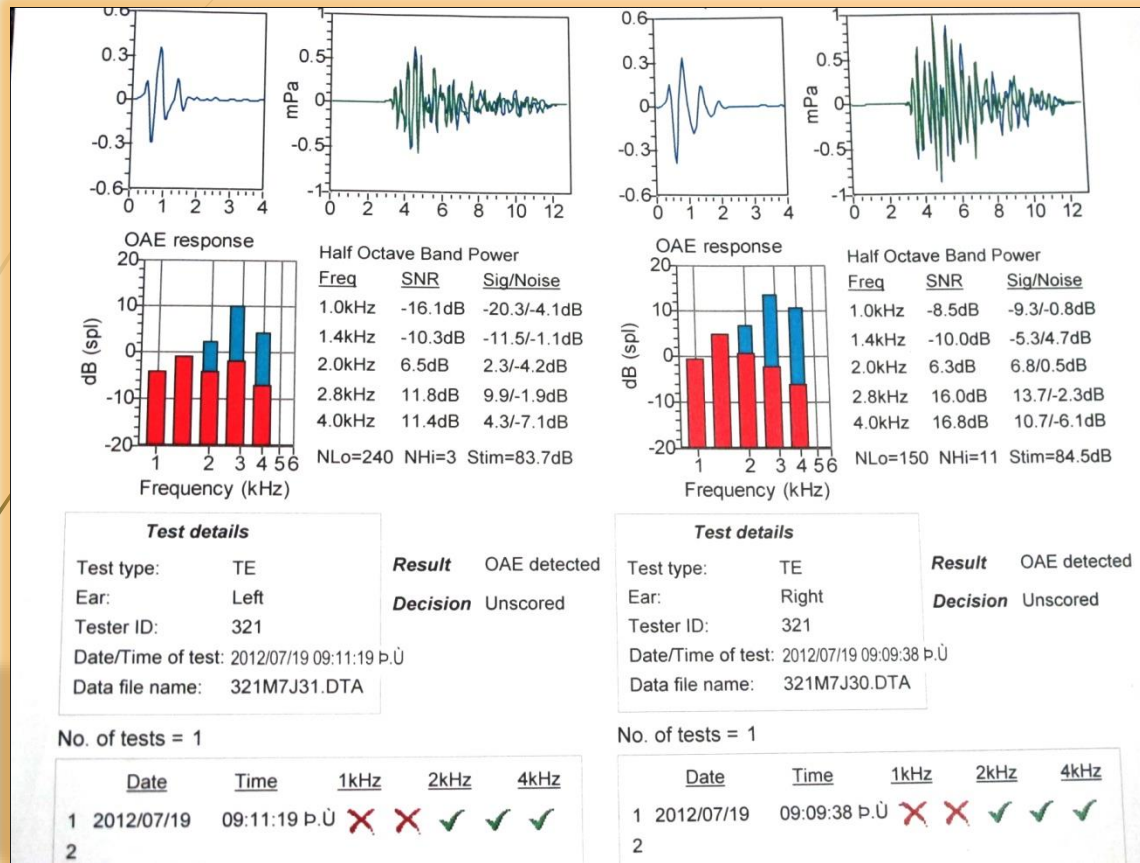 0.6
0.3
0
-0.3
-0.6
0 1 2 3 4
1
mPa
0.5
0
-0.5
-1
0 2 4 6 8 10 12
OAE response
20
10
0
-10
-20
dB (spl)
1 2 3 4 5 6
Frequency (kHz)
Half Octave Band Power
Freq SNR Sig/Noise
1.0kHz -16.1dB -20.3/-4.1dB
1.4kHz -10.3dB -11.5/-1.1dB
2.0kHz 6.5dB 2.3/-4.2dB
2.8kHz 11.8dB 9.9/-1.9dB
4.0kHz 11.4dB 4.3/-7.1dB
NLo=240 NHi=3 Stim=83.7dB
Test details
Test type: TE
Ear: Left
Tester ID: 321
Date/Time of test: 2012/07/19 09:11:19 Þ.Ù
Data file name: 321M7J31.DTA
Result OAE detected
Decision Unscored
No. of tests = 1
Date Time 1kHz 2kHz 4kHz
1 2012/07/19 09:11:19 Þ.Ù
2
0.6
0.3
0
-0.3
-0.6
0 1 2 3 4
1
mPa
0.5
0
-0.5
-1
0 2 4 6 8 10 12
OAE response
20
10
0
-10
-20
dB (spl)
1 2 3 4 5 6
Frequency (kHz)
Half Octave Band Power
Freq SNR Sig/Noise
1.0kHz -8.5dB -9.3/-0.8dB
1.4kHz -10.0dB -5.3/4.7dB
2.0kHz 6.3dB 6.8/0.5dB
2.8kHz 16.0dB 13.7/-2.3dB
4.0kHz 16.8dB 10.7/-6.1dB
NLo=150 NHi=11 Stim=84.5dB
Test details
Test type: TE
Ear: Right
Tester ID: 321
Date/Time of test: 2012/07/19 09:09:38 Þ.Ù
Data file name: 321M7J30.DTA
Result OAE detected
Decision Unscored
No. of tests = 1
Date Time 1kHz 2kHz 4kHz
1 2012/07/19 09:09:38 Þ.Ù
2